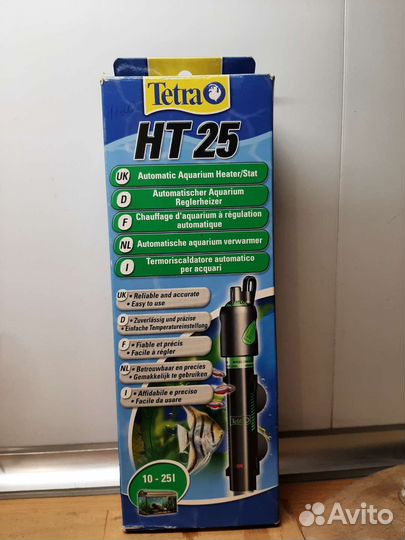 Tetra
HT 25
UK Automatic Aquarium Heater/Stat
D Automatischer Aquarium
Reglerheizer
F Chauffage d'aquarium à régulation
automatique
NL Automatische aquarium verwarmer
I Termoriscaldatore automatico
per acquari
UK • Reliable and accurate
• Easy to use
D • Zuverlässig und präzise
• Einfache Temperatureinstellung
F • Fiable et précis
• Facile à régler
NL • Betrouwbaar en precies
• Gemakkelijk te gebruiken
I • Affidabile e preciso
• Facile da usare
Tetra
10 - 25 l
Avito